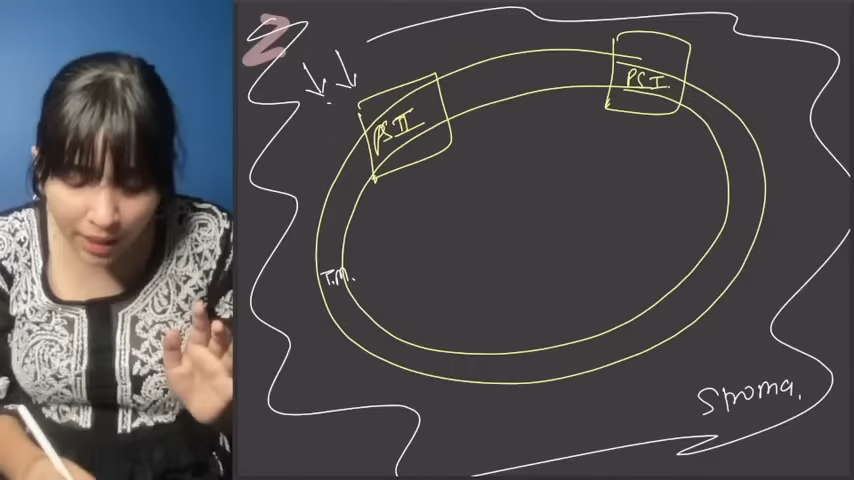 Z
PS I.
PS II
T.M.
Stroma.